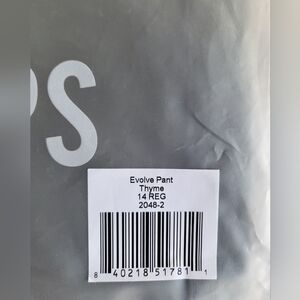 PS
Evolve Pant
Thyme
14 REG
2048-2
8 40218 51781 1